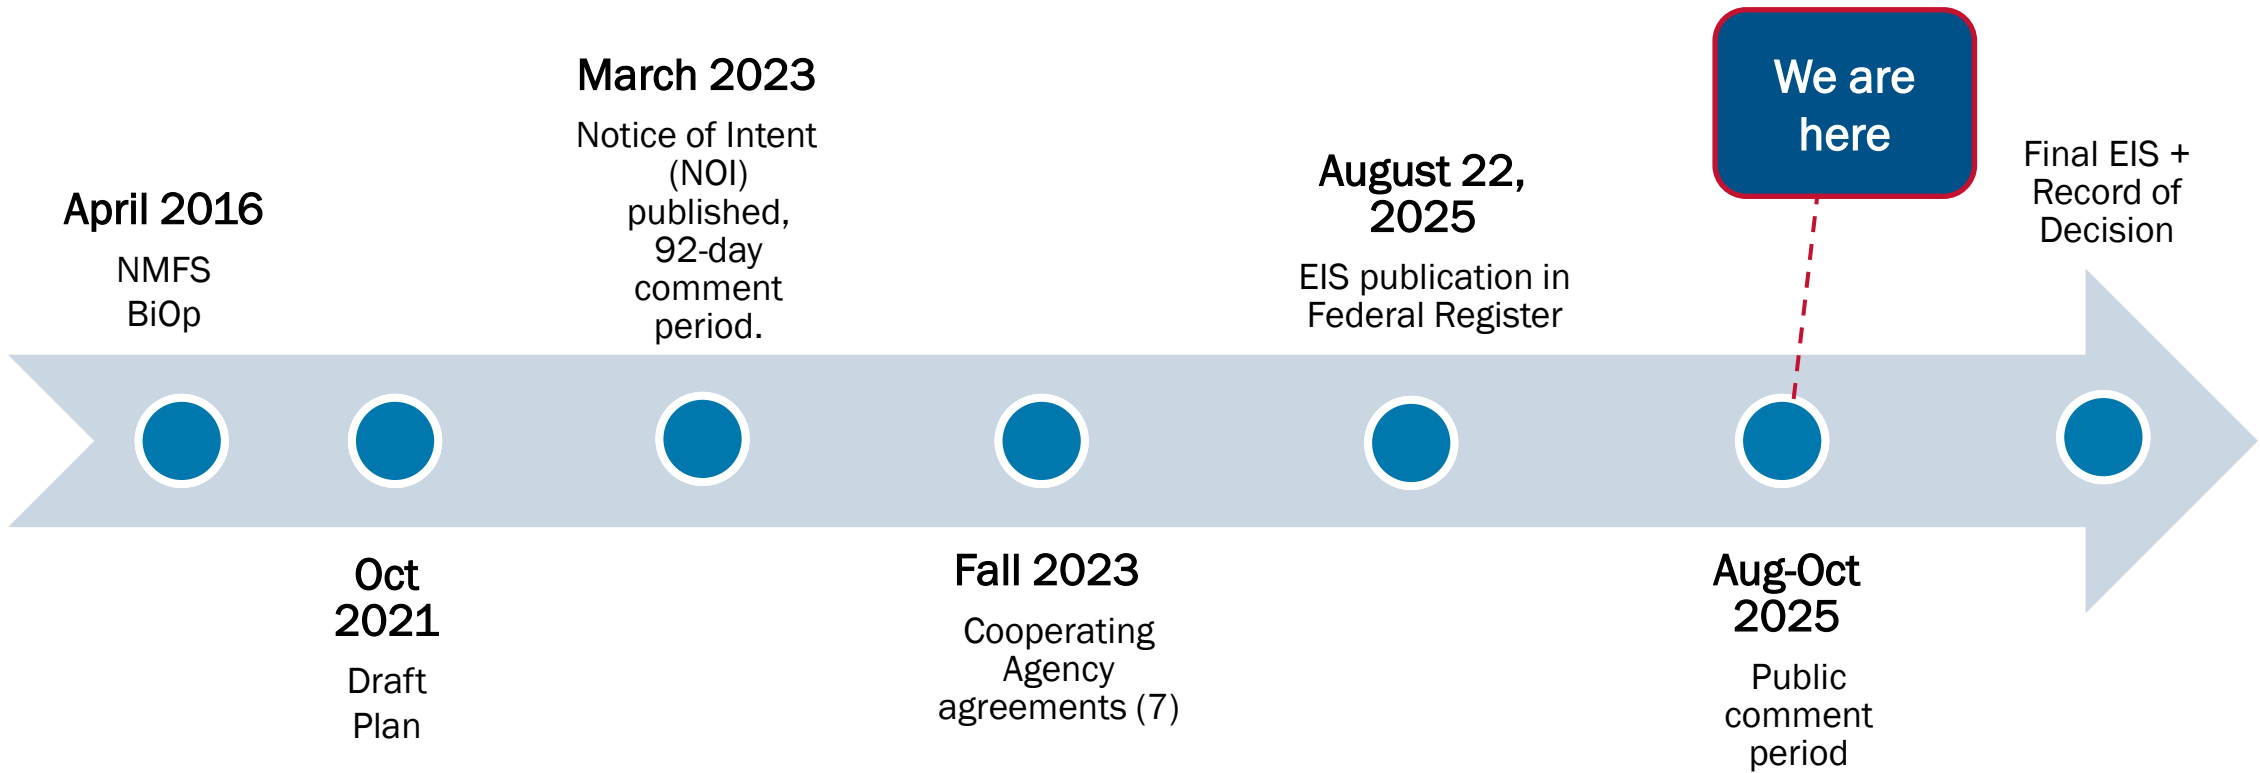 April 2016
NMFS
BiOp
Oct
2021
Draft
Plan
March 2023
Notice of Intent
(NOI)
published,
92-day
comment
period.
Fall 2023
Cooperating
Agency
agreements (7)
August 22,
2025
EIS publication in
Federal Register
We are
here
Aug-Oct
2025
Public
comment
period
Final EIS +
Record of
Decision